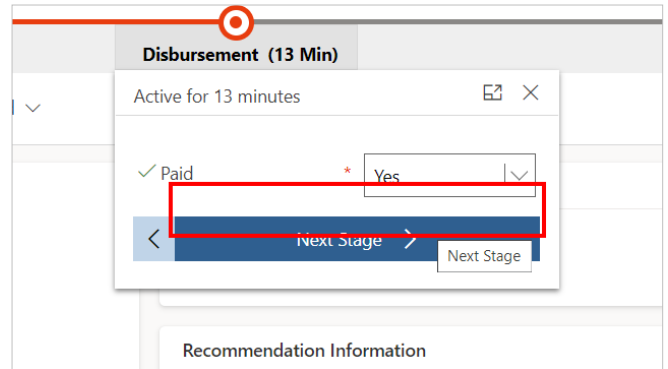 Disbursement (13 Min)
Active for 13 minutes
Paid * Yes
Next Stage
Next Stage
Recommendation Information